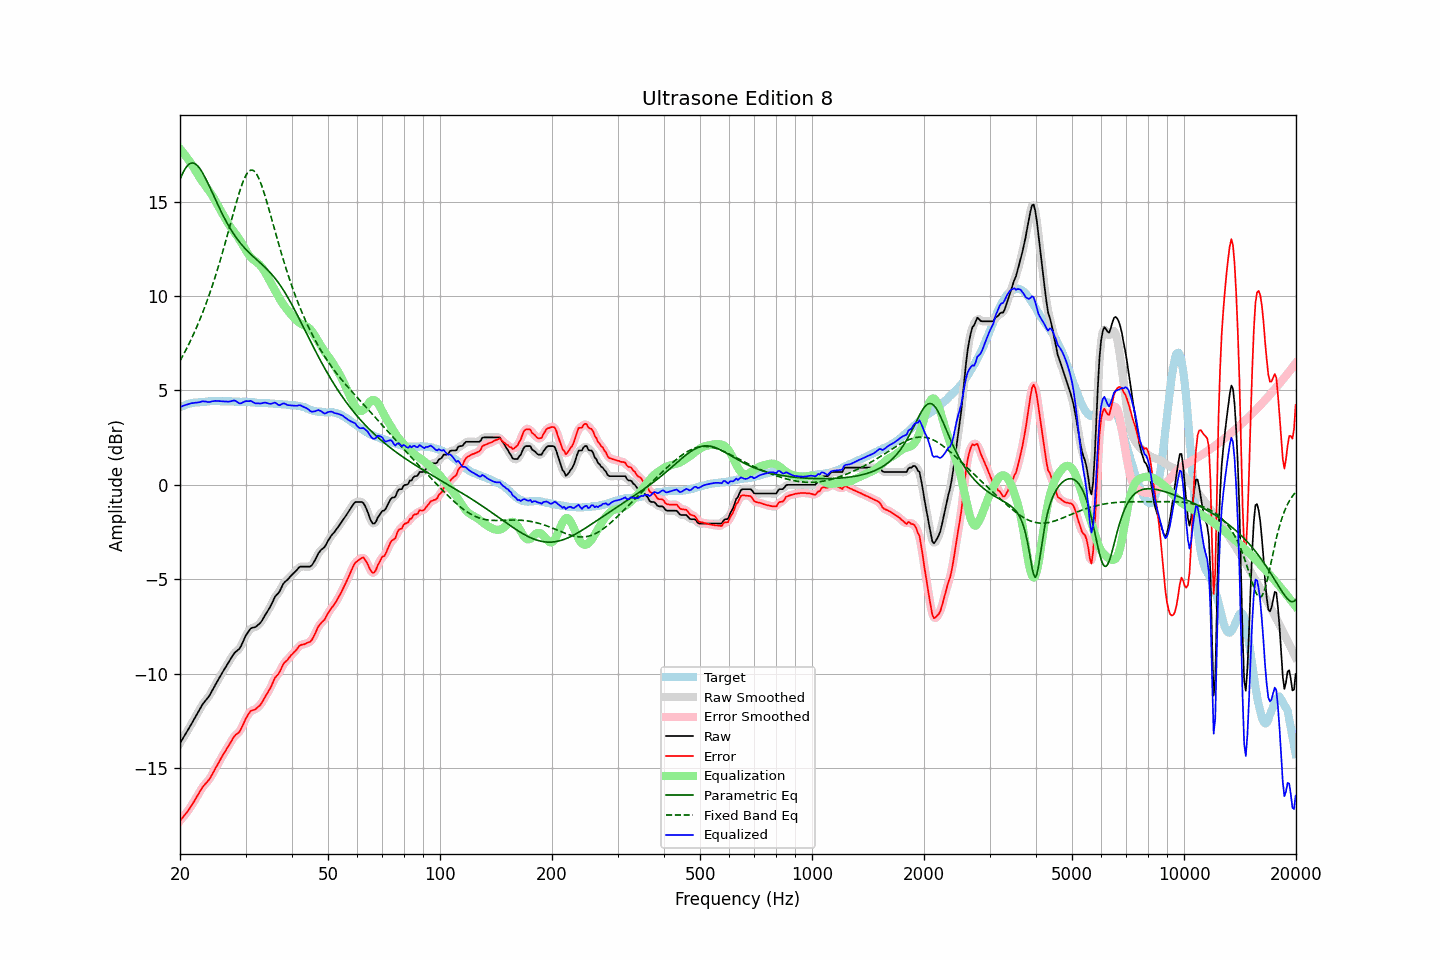 Ultrasone Edition 8
Amplitude (dBr)
15
10
5
0
−5
−10
−15
Target
Raw Smoothed
Error Smoothed
Raw
Error
Equalization
Parametric Eq
Fixed Band Eq
Equalized
20 50 100 200 500 1000 2000 5000 10000 20000
Frequency (Hz)